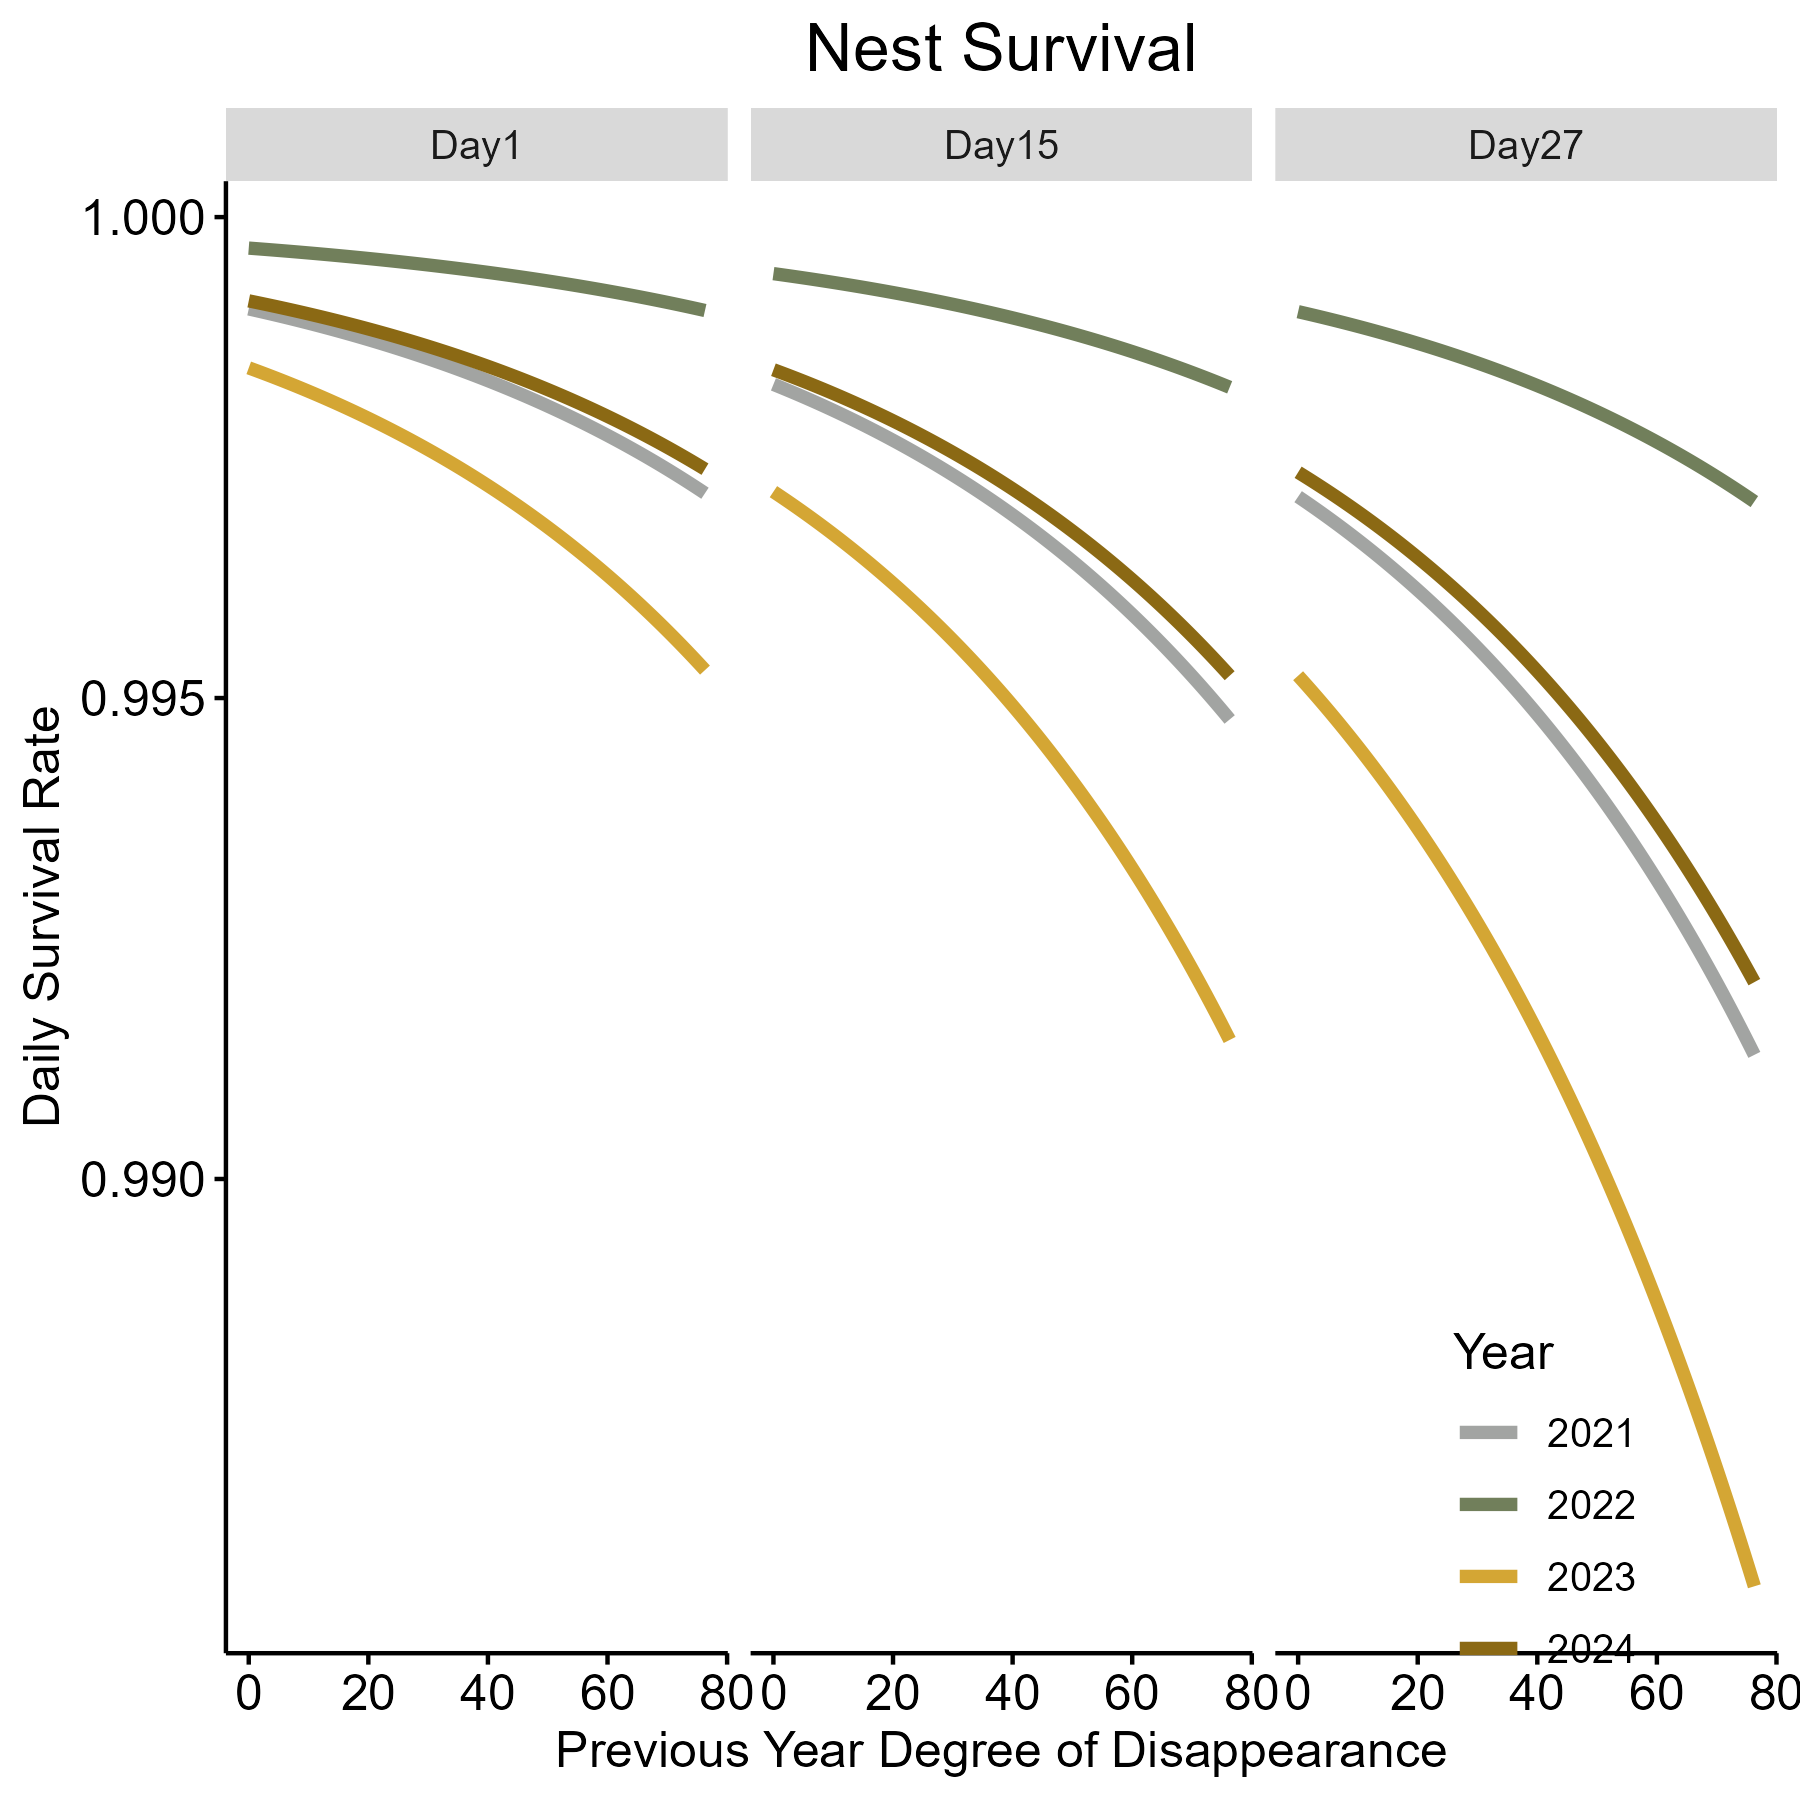 Nest Survival
Day1 Day15 Day27
1.000
0.995
0.990
Daily Survival Rate
Year
2021
2022
2023
2024
0 20 40 60 80 0 20 40 60 80 0 20 40 60 80
Previous Year Degree of Disappearance